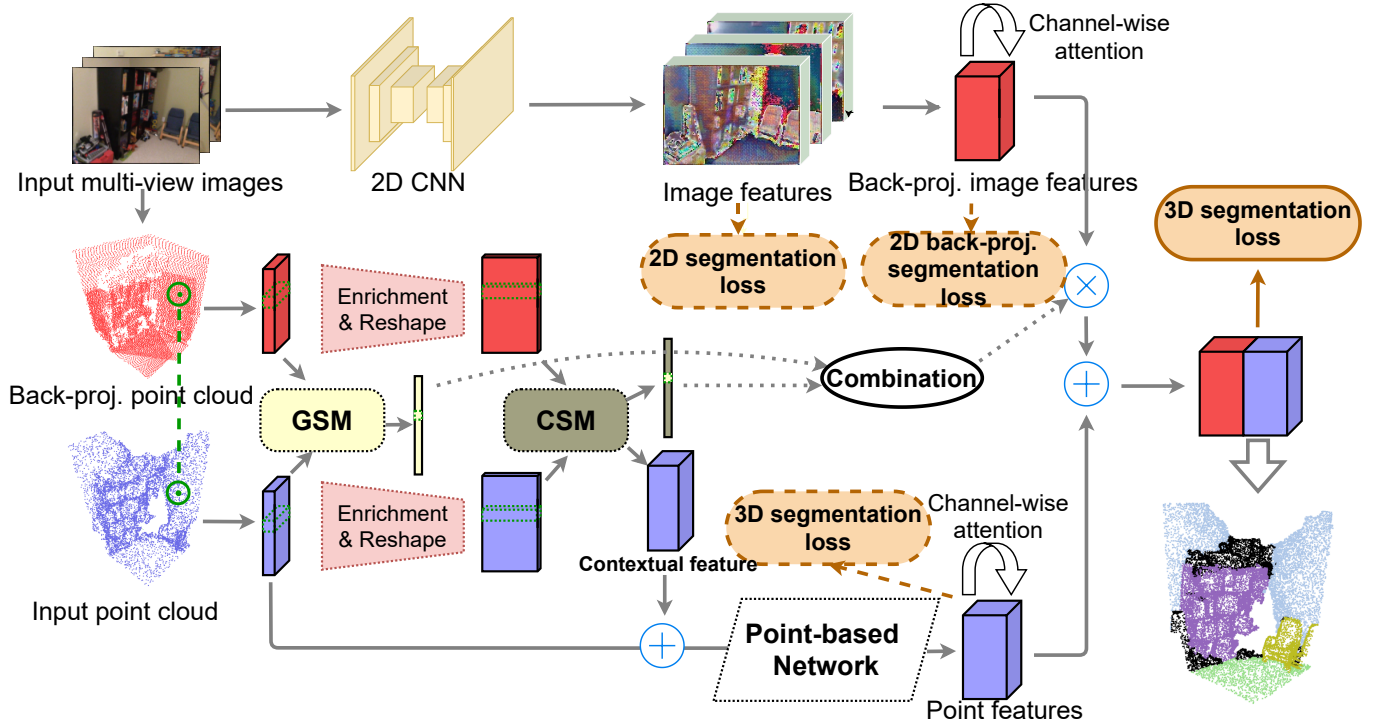 Channel-wise
attention
Input multi-view images
2D CNN
Image features
Back-proj. image features
3D segmentation
loss
2D segmentation
loss
2D back-proj.
segmentation
loss
Enrichment
& Reshape
Back-proj. point cloud
GSM
CSM
Combination
Enrichment
& Reshape
Contextual feature
3D segmentation
loss
Channel-wise
attention
Input point cloud
Point-based
Network
Point features